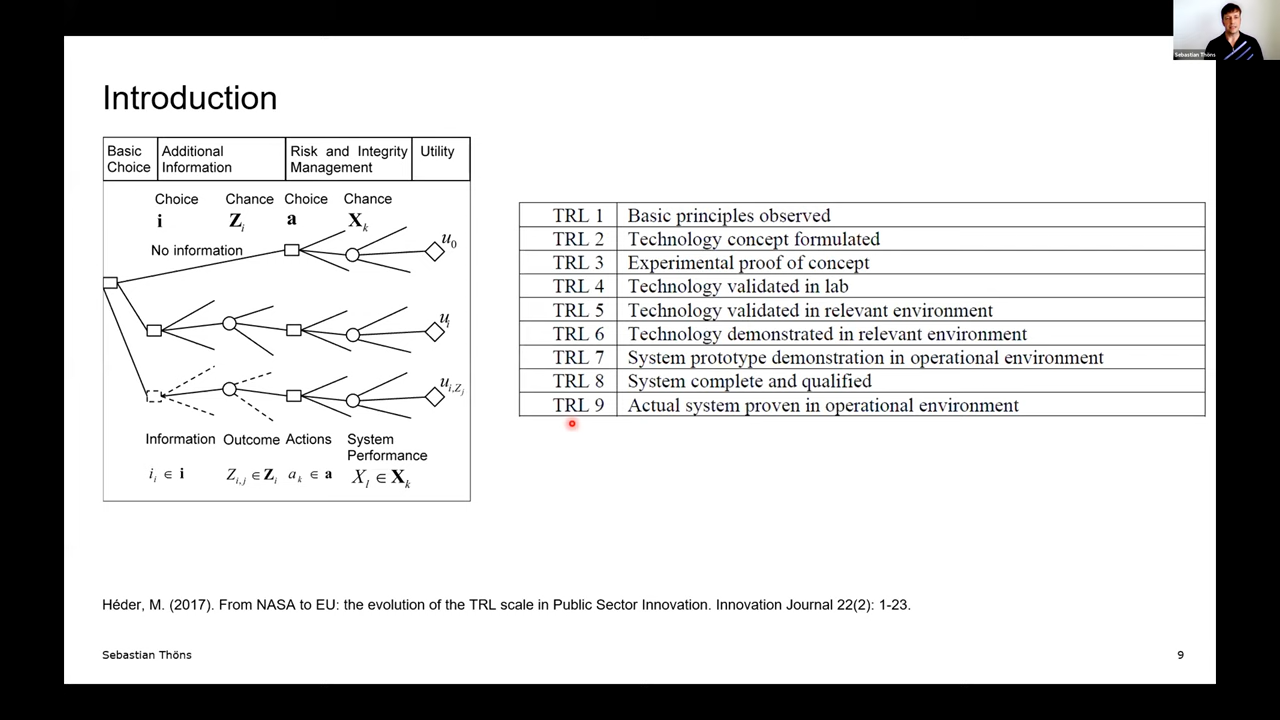 Sebastian Thöns
Introduction
Basic Choice
Additional Information
Risk and Integrity Management
Utility
Choice Chance Choice Chance
i Zi a Xk
No information
u0
ui
ui,Zj
Information Outcome Actions System Performance
ii ∈ i Zi,j ∈ Zi ak ∈ a Xl ∈ Xk
TRL 1 Basic principles observed
TRL 2 Technology concept formulated
TRL 3 Experimental proof of concept
TRL 4 Technology validated in lab
TRL 5 Technology validated in relevant environment
TRL 6 Technology demonstrated in relevant environment
TRL 7 System prototype demonstration in operational environment
TRL 8 System complete and qualified
TRL 9 Actual system proven in operational environment
Héder, M. (2017). From NASA to EU: the evolution of the TRL scale in Public Sector Innovation. Innovation Journal 22(2): 1-23.
Sebastian Thöns
9